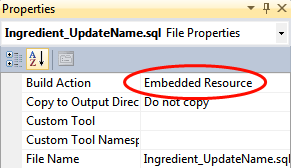 Properties
Ingredient_UpdateName.sql File Properties
Build Action Embedded Resource
Copy to Output Direc Do not copy
Custom Tool
Custom Tool Namesp
File Name Ingredient_UpdateName.sql